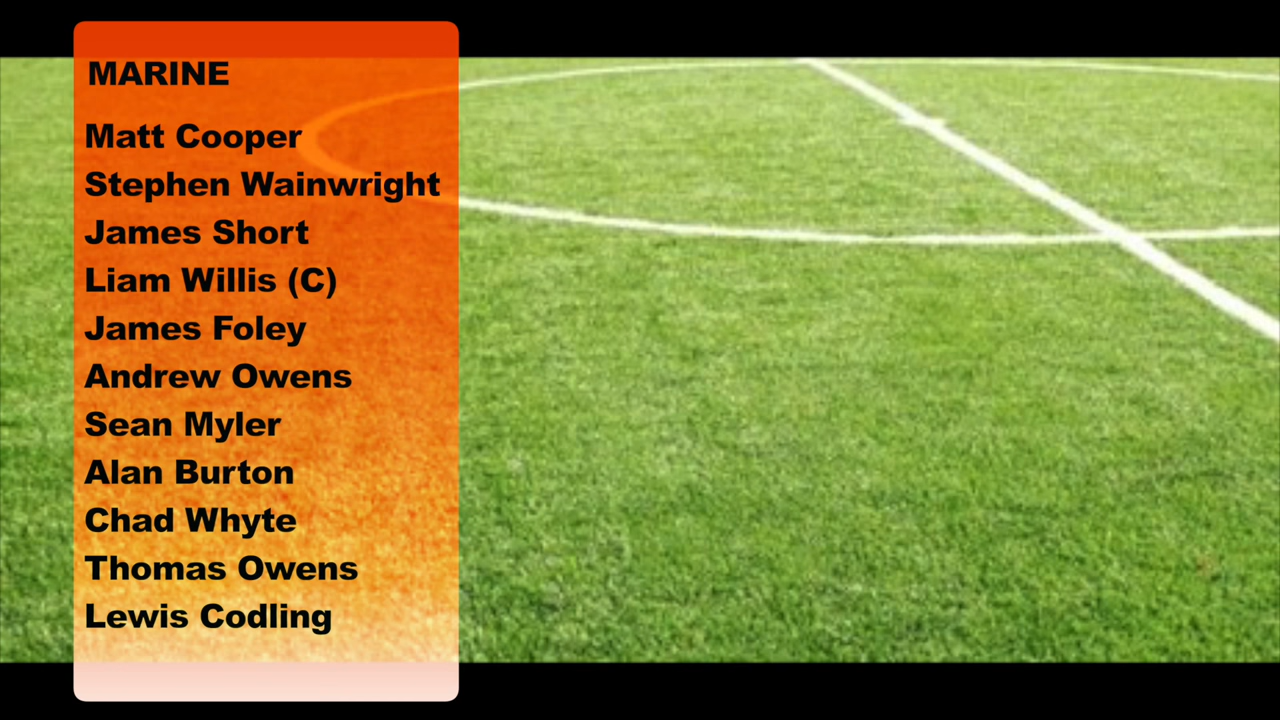 MARINE
Matt Cooper
Stephen Wainwright
James Short
Liam Willis (C)
James Foley
Andrew Owens
Sean Myler
Alan Burton
Chad Whyte
Thomas Owens
Lewis Codling